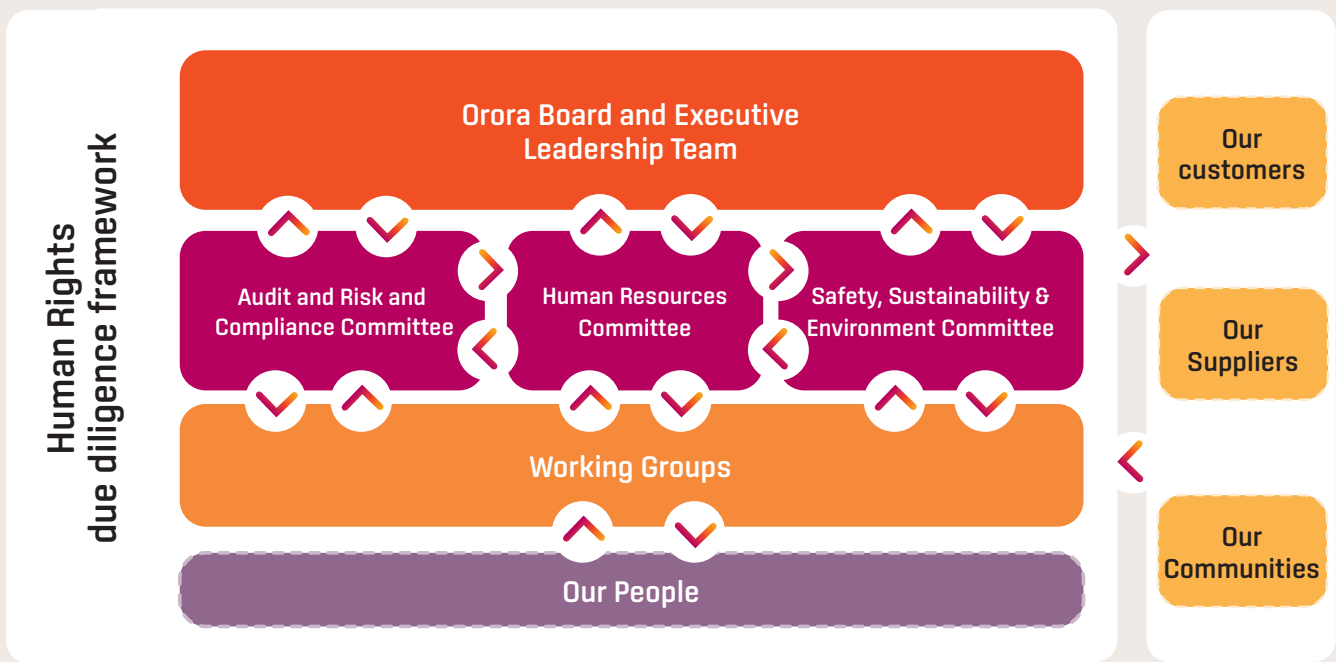 Human Rights
due diligence framework
Orora Board and Executive
Leadership Team
Audit and Risk and
Compliance Committee
Human Resources
Committee
Safety, Sustainability &
Environment Committee
Working Groups
Our People
Our
customers
Our
Suppliers
Our
Communities